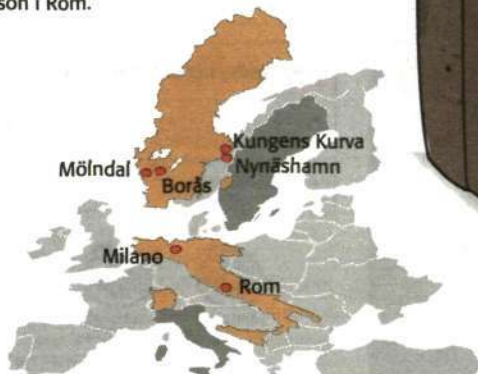 son i Rom.
Kungens Kurva
Nynäshamn
Mölndal
Borås
Milano
Rom